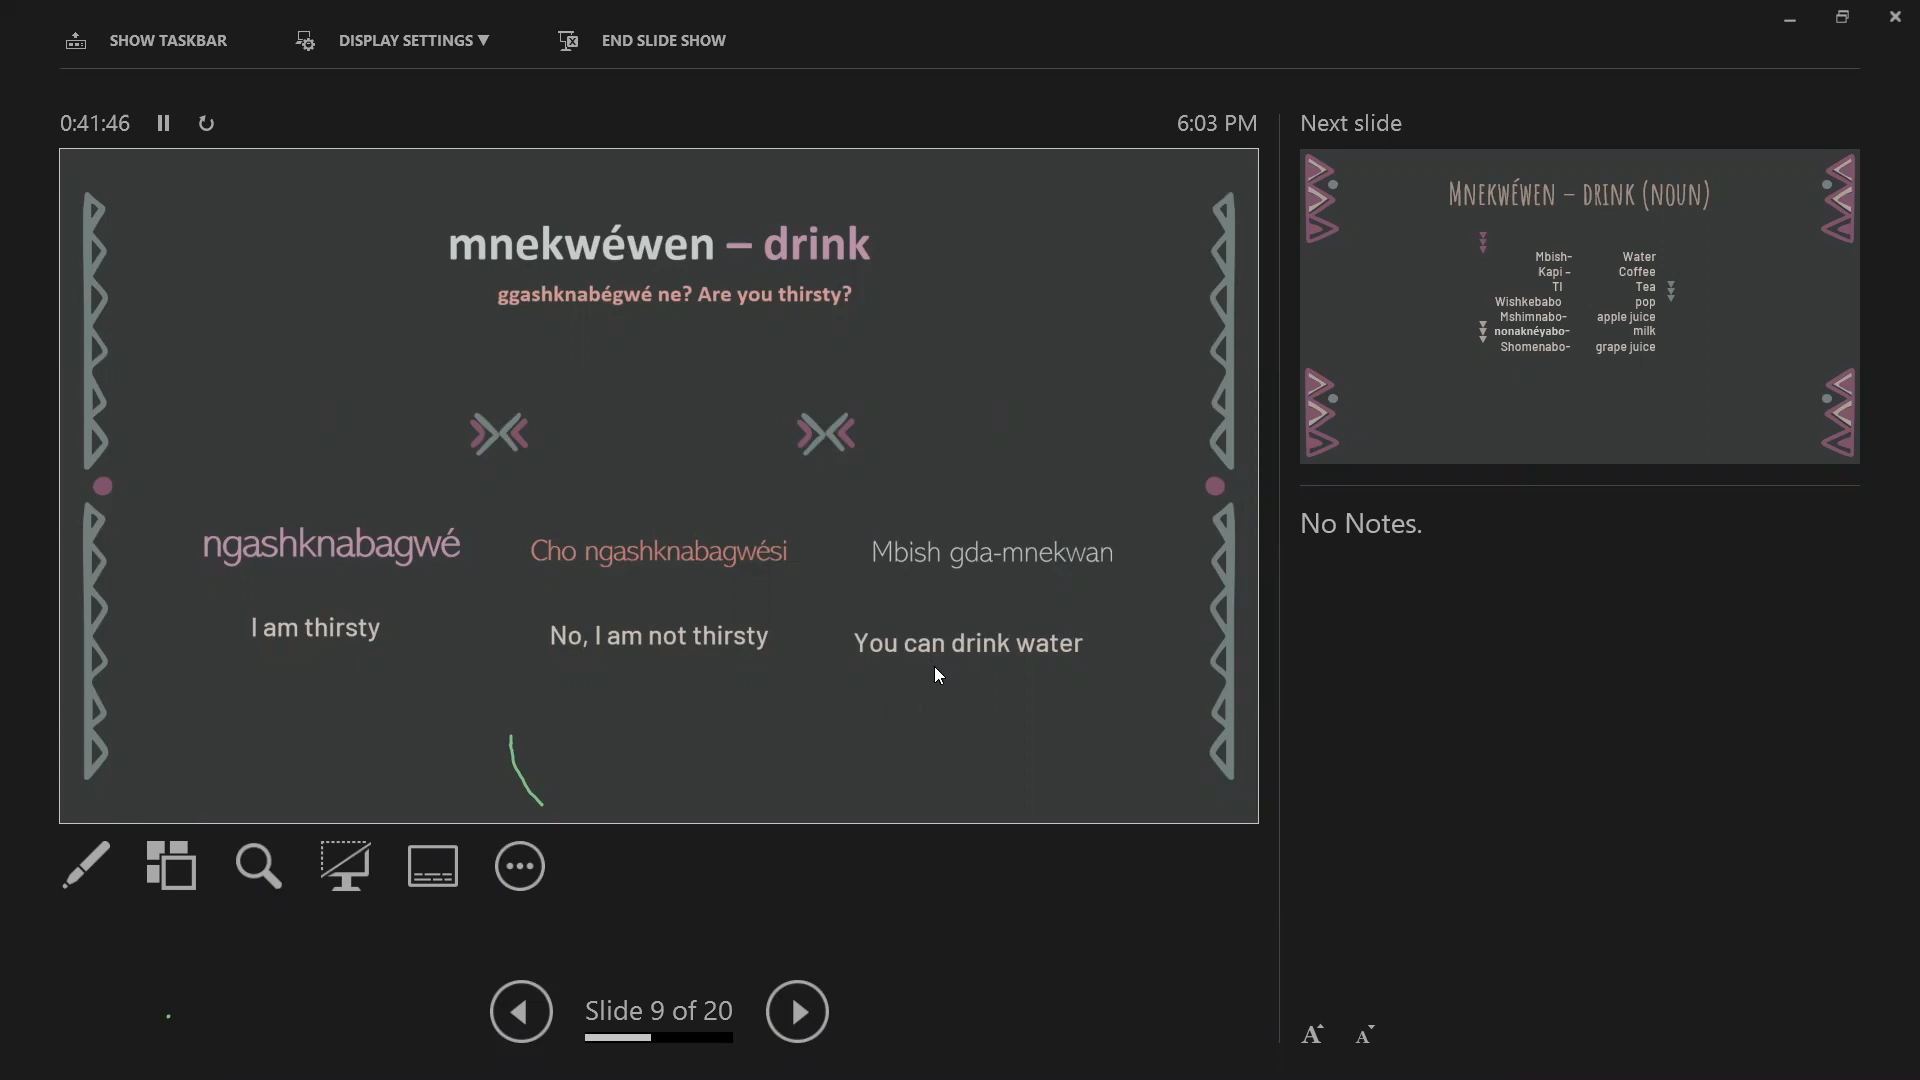 SHOW TASKBAR
DISPLAY SETTINGS ▼
END SLIDE SHOW
0:41:46
6:03 PM
mnekwéwen – drink
ggashknabégwé ne? Are you thirsty?
ngashknabagwé
Cho ngashknabagwési
Mbish gda-mnekwan
I am thirsty
No, I am not thirsty
You can drink water
Slide 9 of 20
Next slide
Mnekwéwen – drink (noun)
Mbish- Water
Kapi – Coffee
TI Tea
Wishkebabo pop
Mshimnabo- apple juice
nonaknéyabo- milk
Shomenabo- grape juice
No Notes.
A A